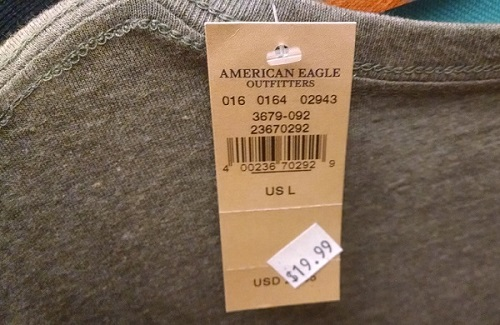 AMERICAN EAGLE
OUTFITTERS
016 0164 02943
3679-092
23670292
4 00236 70292 9
US L
$19.99
USD